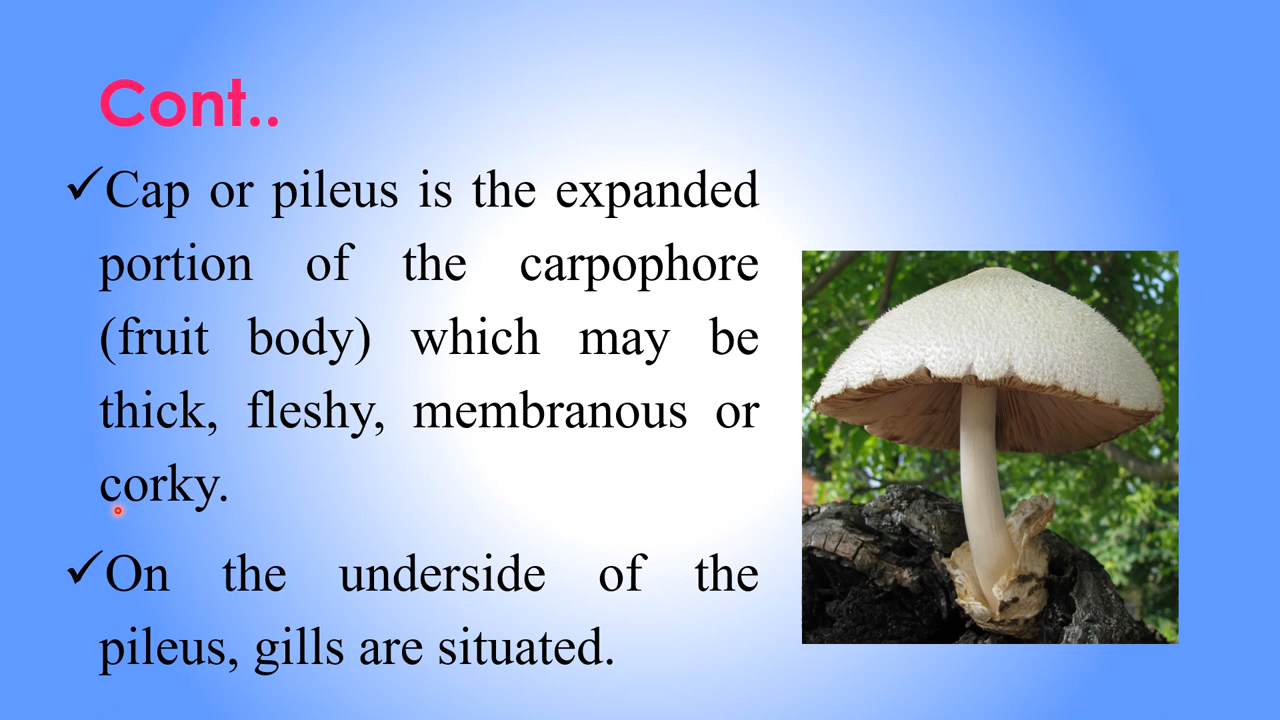 Cont..
✓Cap or pileus is the expanded
portion of the carpophore
(fruit body) which may be
thick, fleshy, membranous or
corky.
✓On the underside of the
pileus, gills are situated.